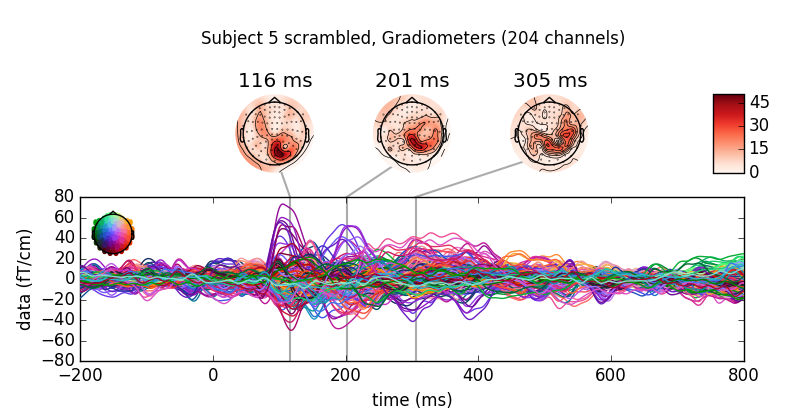 Subject 5 scrambled, Gradiometers (204 channels)
116 ms 201 ms 305 ms
45
30
15
0
80
60
40
20
0
−20
−40
−60
−80
data (fT/cm)
−200 0 200 400 600 800
time (ms)